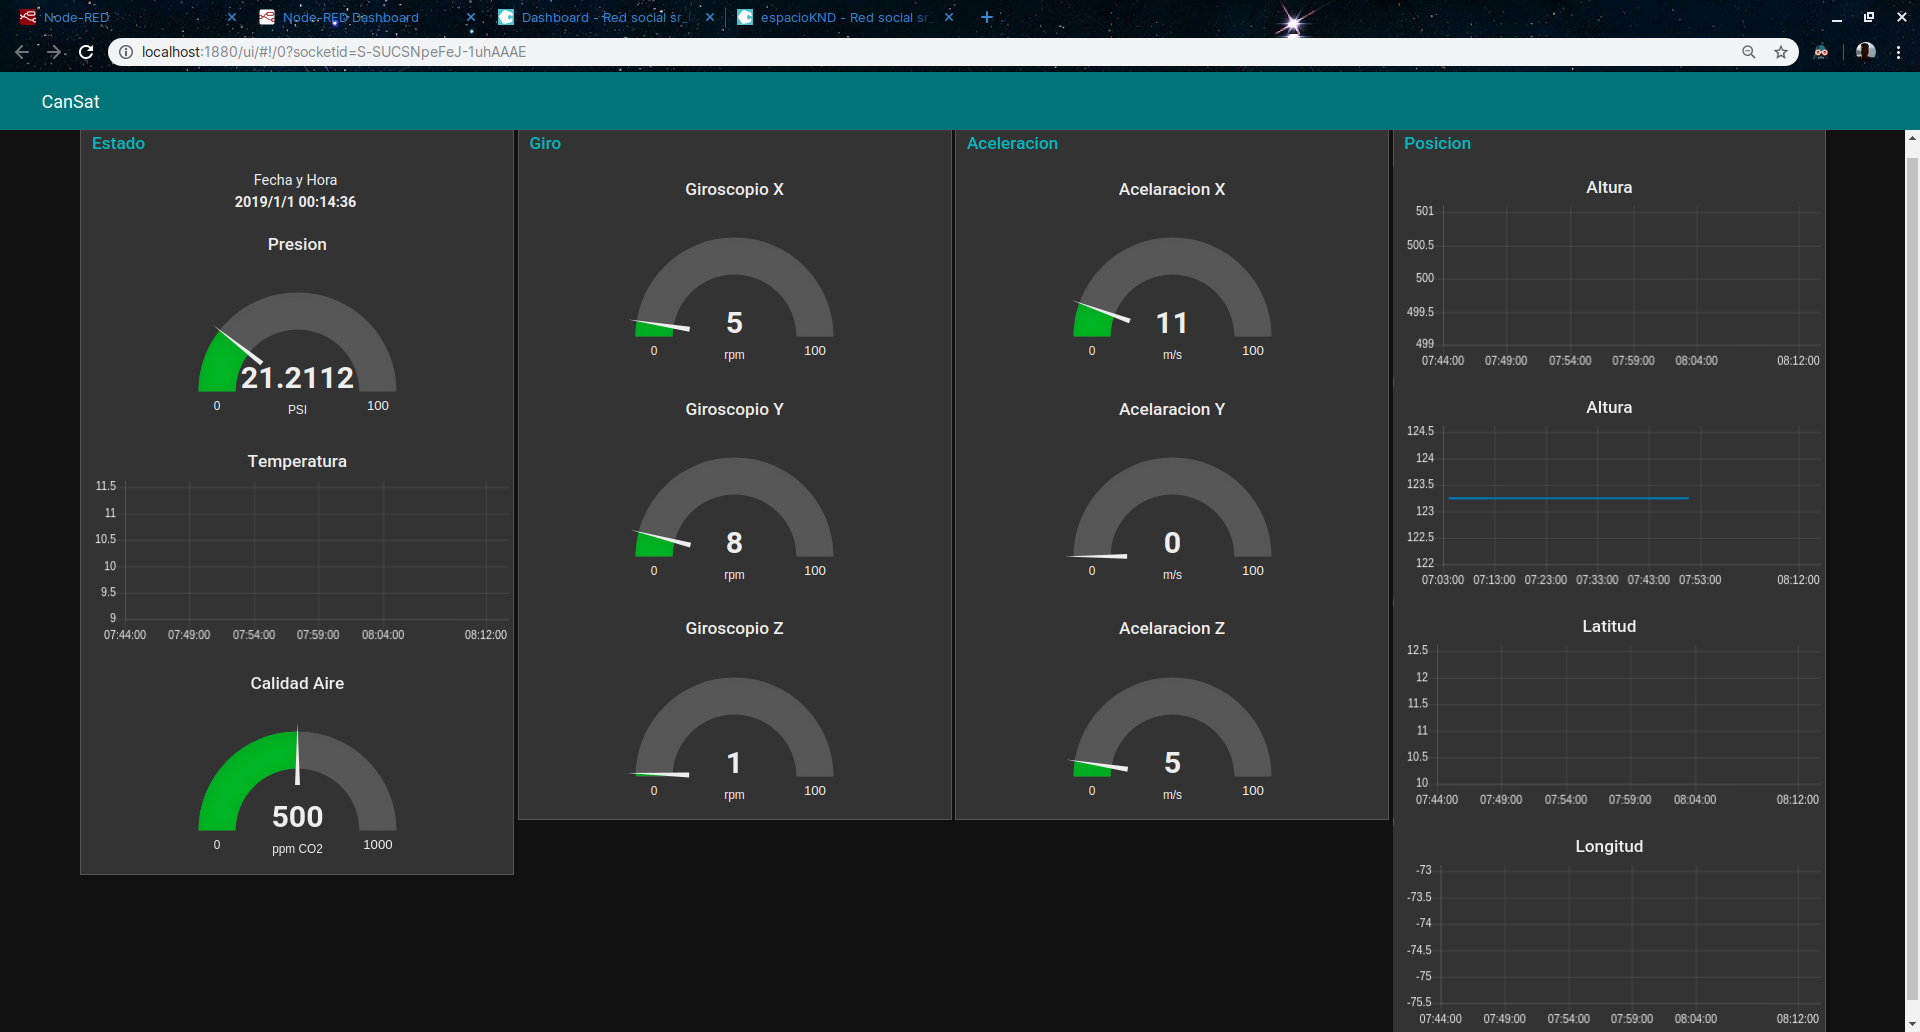 Node-RED
Node-RED Dashboard
Dashboard - Red social sr_
espacioKND - Red social sr_
localhost:1880/ui/#!/0?socketid=S-SUCSNpeFeJ-1uhAAAE
CanSat
Estado
Fecha y Hora
2019/1/1 00:14:36
Presion
21.2112
0
PSI
100
Temperatura
11.5
11
10.5
10
9.5
9
07:44:00 07:49:00 07:54:00 07:59:00 08:04:00 08:12:00
Calidad Aire
500
0
ppm CO2
1000
Giro
Giroscopio X
5
0
rpm
100
Giroscopio Y
8
0
rpm
100
Giroscopio Z
1
0
rpm
100
Aceleracion
Acelaracion X
11
0
m/s
100
Acelaracion Y
0
0
m/s
100
Acelaracion Z
5
0
m/s
100
Posicion
Altura
501
500.5
500
499.5
499
07:44:00 07:49:00 07:54:00 07:59:00 08:04:00 08:12:00
Altura
124.5
124
123.5
123
122.5
122
07:03:00 07:13:00 07:23:00 07:33:00 07:43:00 07:53:00 08:12:00
Latitud
12.5
12
11.5
11
10.5
10
07:44:00 07:49:00 07:54:00 07:59:00 08:04:00 08:12:00
Longitud
-73
-73.5
-74
-74.5
-75
-75.5
07:44:00 07:49:00 07:54:00 07:59:00 08:04:00 08:12:00